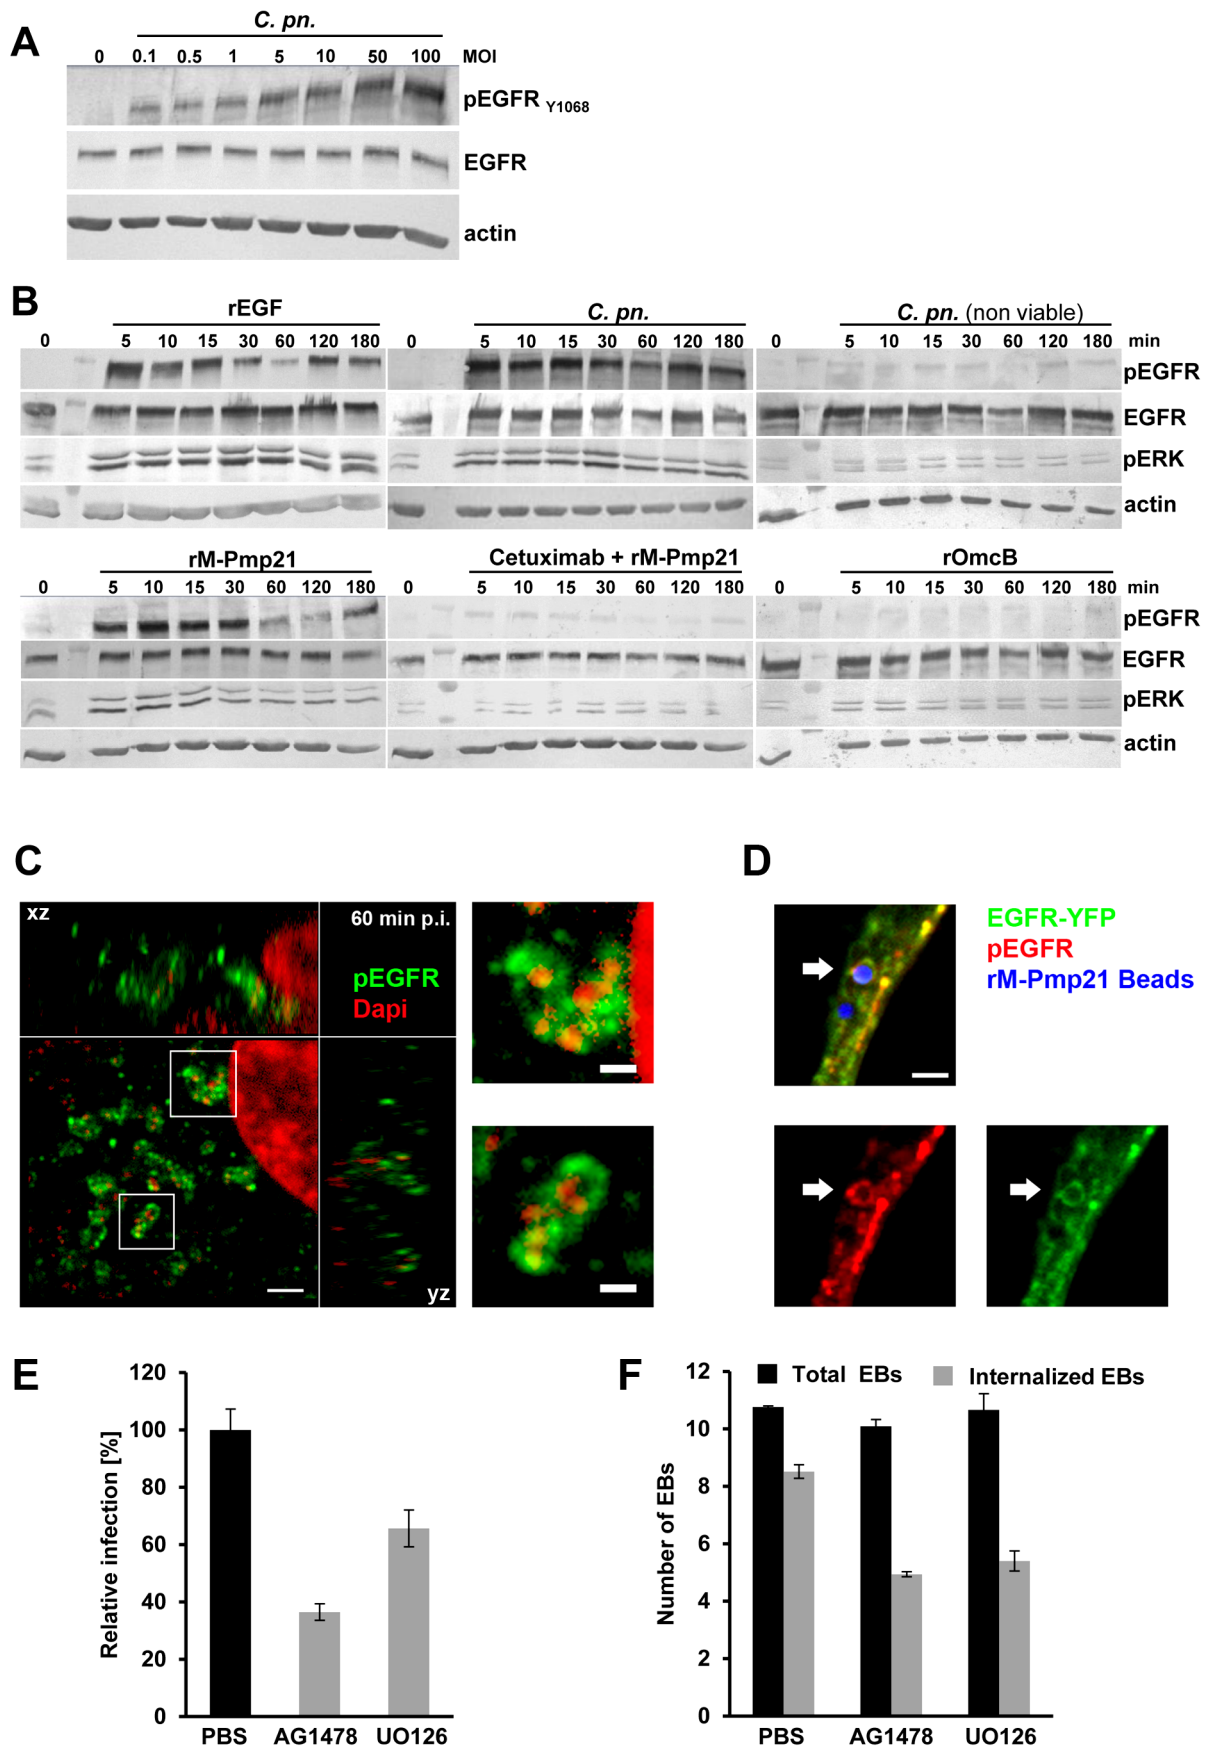 A
C. pn.
0 0.1 0.5 1 5 10 50 100 MOI
pEGFR Y1068
EGFR
actin
B
rEGF C. pn. C. pn. (non viable)
0 5 10 15 30 60 120 180 0 5 10 15 30 60 120 180 0 5 10 15 30 60 120 180 min
pEGFR
EGFR
pERK
actin
rM-Pmp21 Cetuximab + rM-Pmp21 rOmcB
0 5 10 15 30 60 120 180 0 5 10 15 30 60 120 180 0 5 10 15 30 60 120 180 min
pEGFR
EGFR
pERK
actin
C
xz
60 min p.i.
pEGFR
Dapi
yz
D
EGFR-YFP
pEGFR
rM-Pmp21 Beads
E
Relative infection [%]
120
100
80
60
40
20
0
PBS AG1478 UO126
F
Total EBs Internalized EBs
Number of EBs
12
10
8
6
4
2
0
PBS AG1478 UO126